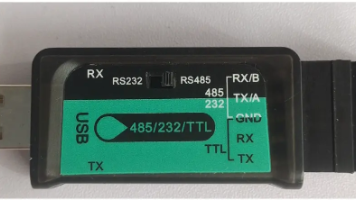 RX
RS232 RS485
485
232
RX/B
TX/A
GND
USB
485/232/TTL
TTL
RX
TX
TX